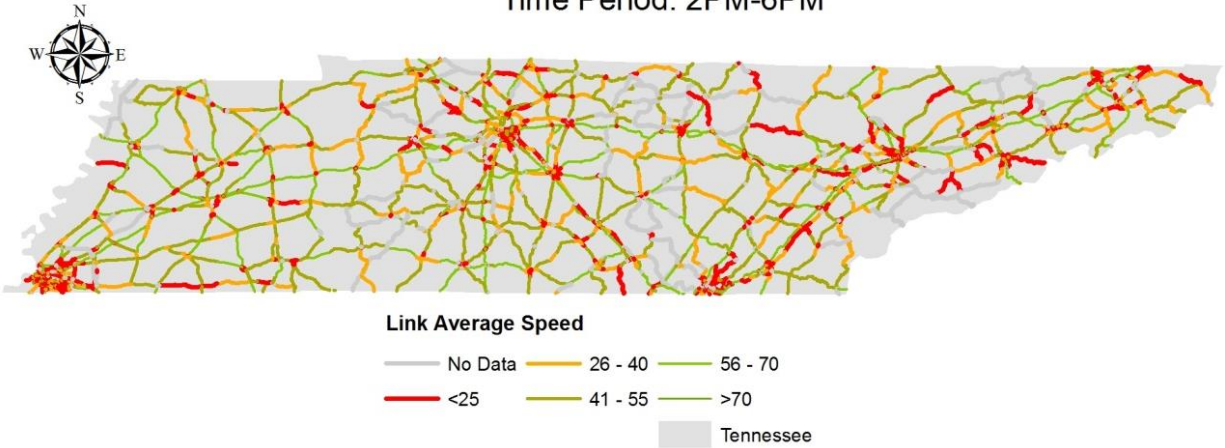 Time Period: 2PM-6PM
N
W E
S
Link Average Speed
No Data 26 - 40 56 - 70
<25 41 - 55 >70
Tennessee